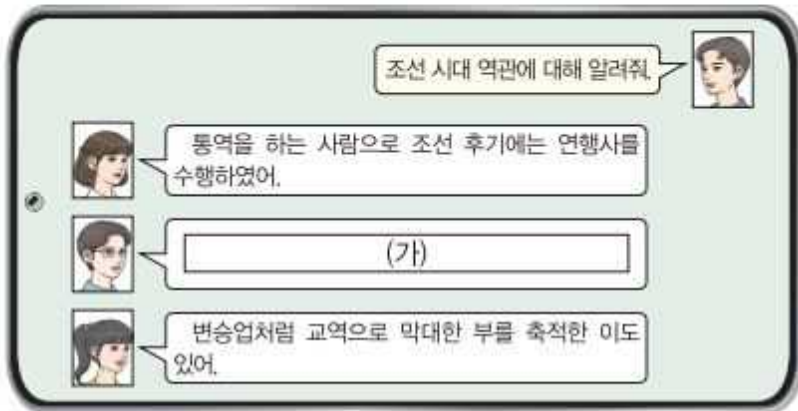 조선 시대 역관에 대해 알려줘.
통역을 하는 사람으로 조선 후기에는 연행사를
수행하였어.
(가)
변승업처럼 교역으로 막대한 부를 축적한 이도
있어.